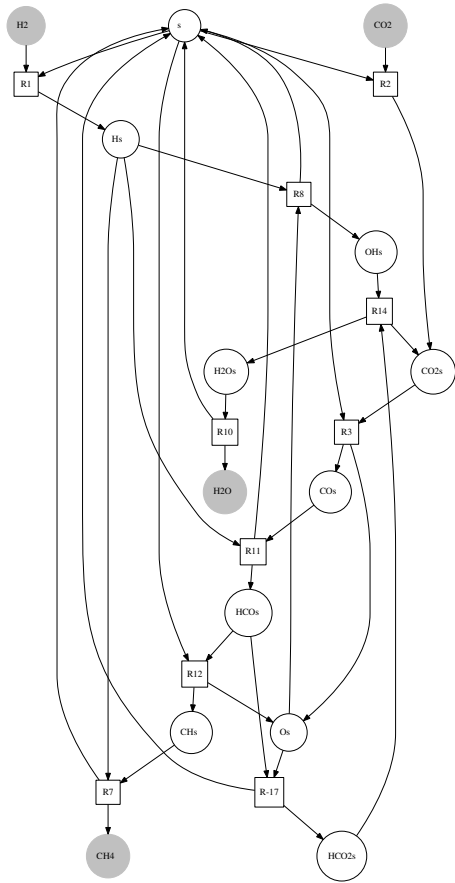 H2
s
CO2
R1
R2
Hs
R8
OHs
R14
H2Os
CO2s
R10
R3
H2O
COs
R11
HCOs
R12
CHs
Os
R7
R-17
CH4
HCO2s